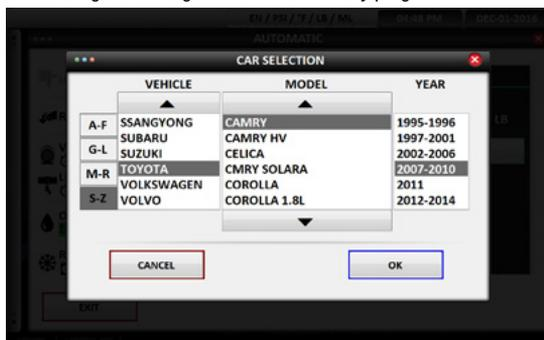 EN / PSI / °F / LB / ML 04:48 PM DEC-01-2016
AUTOMATIC
CAR SELECTION
VEHICLE MODEL YEAR
A-F
G-L
M-R
S-Z
SSANGYONG
SUBARU
SUZUKI
TOYOTA
VOLKSWAGEN
VOLVO
CAMRY
CAMRY HV
CELICA
CMRY SOLARA
COROLLA
COROLLA 1.8L
1995-1996
1997-2001
2002-2006
2007-2010
2011
2012-2014
LB
CANCEL OK
EXIT